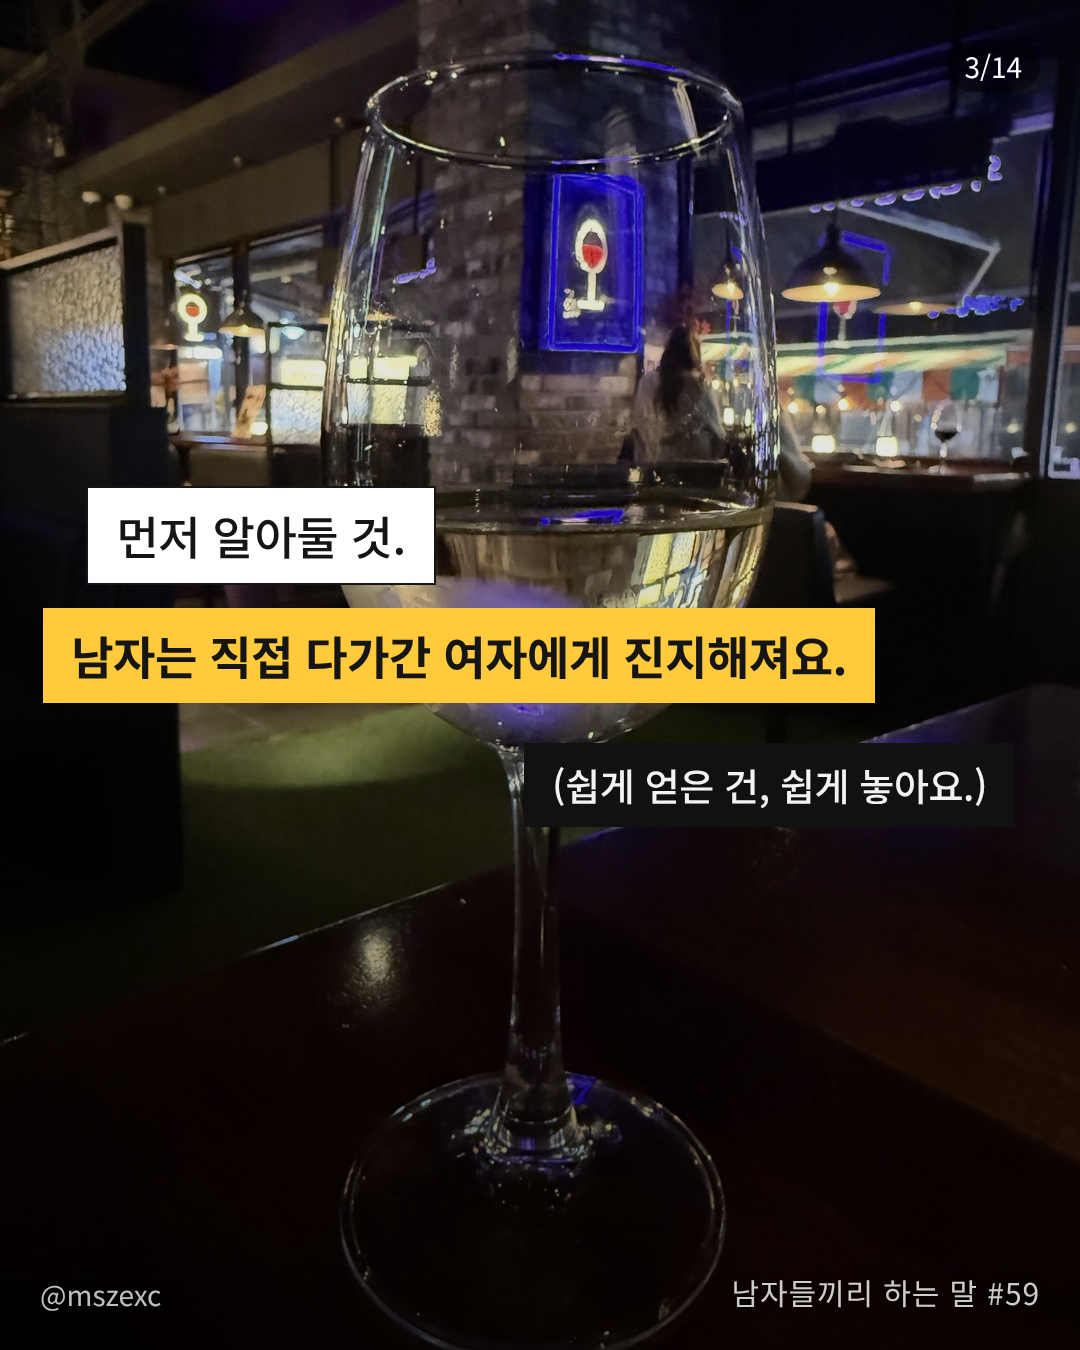 3/14
먼저 알아둘 것.
남자는 직접 다가간 여자에게 진지해져요.
(쉽게 얻은 건, 쉽게 놓아요.)
@mszexc
남자들끼리 하는 말 #59